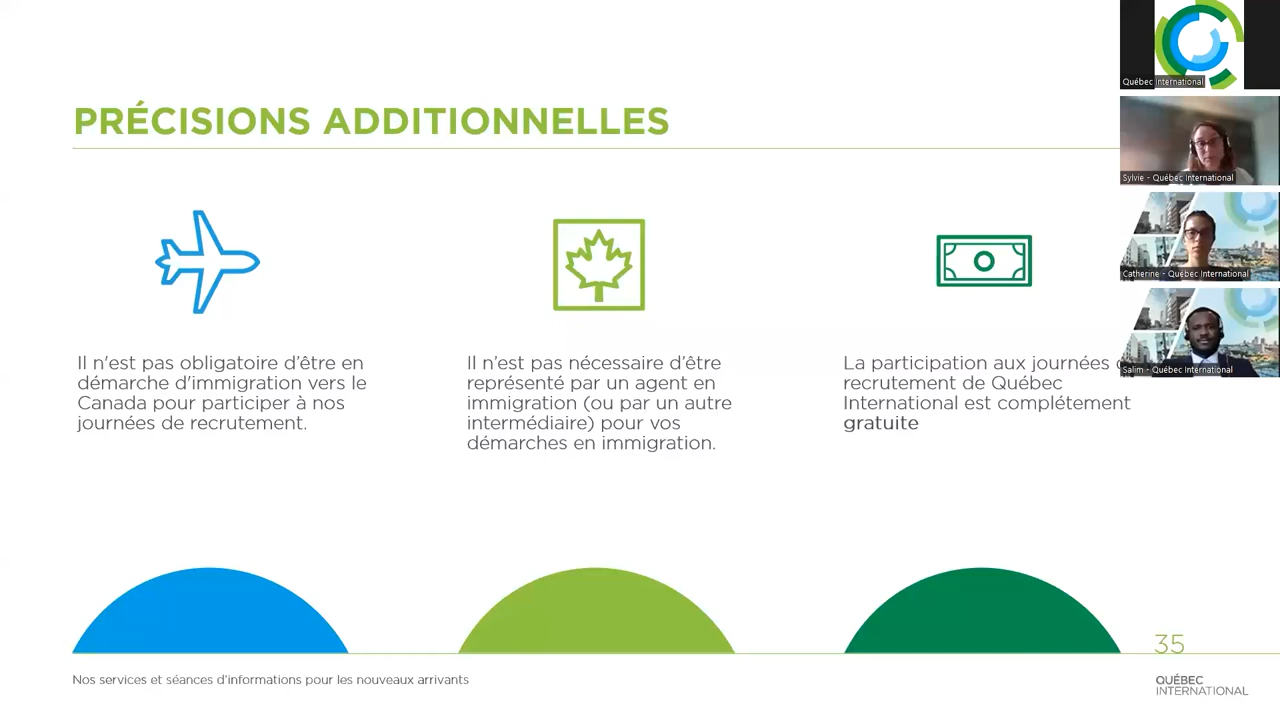 PRÉCISIONS ADDITIONNELLES
Il n'est pas obligatoire d'être en
démarche d'immigration vers le
Canada pour participer à nos
journées de recrutement.
Il n'est pas nécessaire d'être
représenté par un agent en
immigration (ou par un autre
intermédiaire) pour vos
démarches en immigration.
La participation aux journées
recrutement de Québec
International est complétement
gratuite
35
Nos services et séances d'informations pour les nouveaux arrivants
QUÉBEC
INTERNATIONAL
Québec International
Sylvie - Québec International
Catherine - Québec International
Salim - Québec International